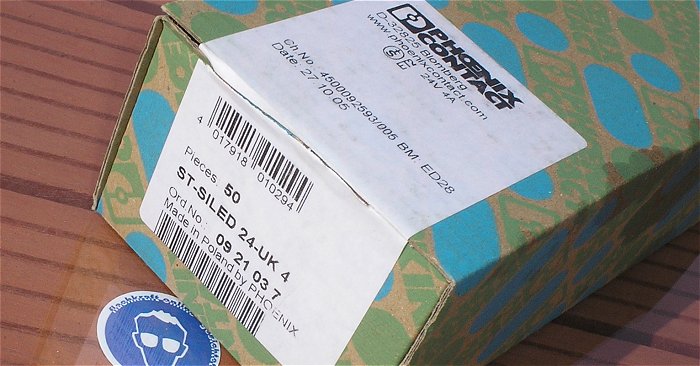 PHOENIX
CONTACT
D-32825 Blomberg
www.phoenixcontact.com
24V 4A
Ch No.: 4500092593/005 BM. ED28
Date: 27 10 05
4 017918 010294
Pieces: 50
ST-SILED 24-UK 4
Ord No.: 09 21 03 7
Made in Poland by PHOENIX